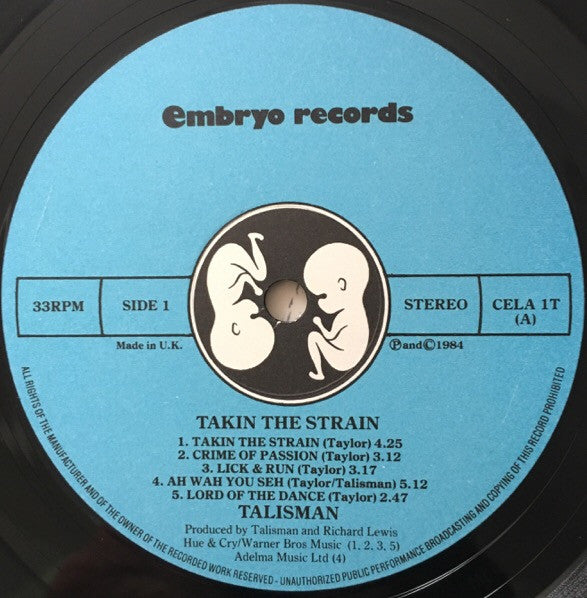 embryo records
33RPM
SIDE 1
STEREO
CELA 1T
(A)
Made in U.K.
Ⓟand©1984
TAKIN THE STRAIN
1. TAKIN THE STRAIN (Taylor) 4.25
2. CRIME OF PASSION (Taylor) 3.12
3. LICK & RUN (Taylor) 3.17
4. AH WAH YOU SEH (Taylor/Talisman) 5.12
5. LORD OF THE DANCE (Taylor) 2.47
TALISMAN
Produced by Talisman and Richard Lewis
Hue & Cry/Warner Bros Music (1. 2. 3. 5)
Adelma Music Ltd (4)
ALL RIGHTS OF THE MANUFACTURER AND OF THE OWNER OF THE RECORDED WORK RESERVED - UNAUTHORIZED PUBLIC PERFORMANCE BROADCASTING AND COPYING OF THIS RECORD PROHIBITED